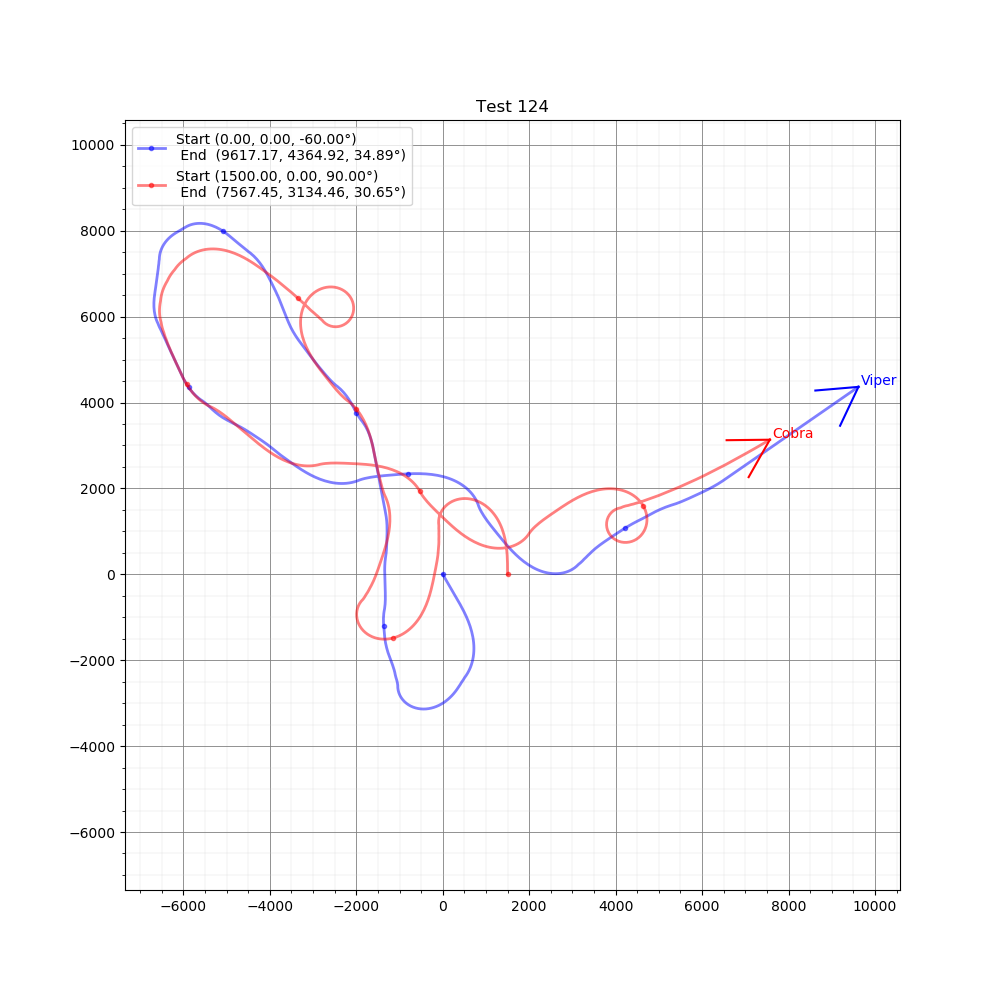 Test 124
Start (0.00, 0.00, -60.00°)
End (9617.17, 4364.92, 34.89°)
Start (1500.00, 0.00, 90.00°)
End (7567.45, 3134.46, 30.65°)
10000
8000
6000
4000
2000
0
−2000
−4000
−6000
Viper
Cobra
−6000 −4000 −2000 0 2000 4000 6000 8000 10000